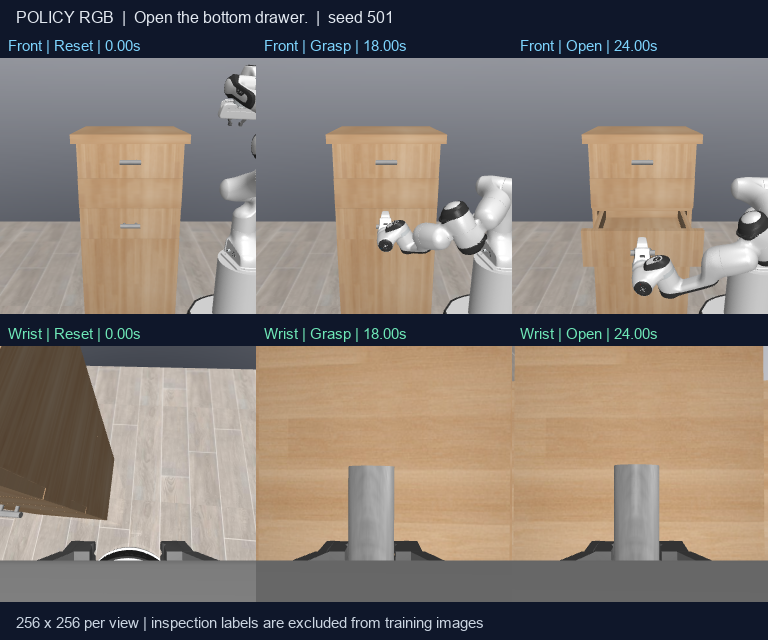 POLICY RGB | Open the bottom drawer. | seed 501
Front | Reset | 0.00s
Front | Grasp | 18.00s
Front | Open | 24.00s
Wrist | Reset | 0.00s
Wrist | Grasp | 18.00s
Wrist | Open | 24.00s
256 x 256 per view | inspection labels are excluded from training images